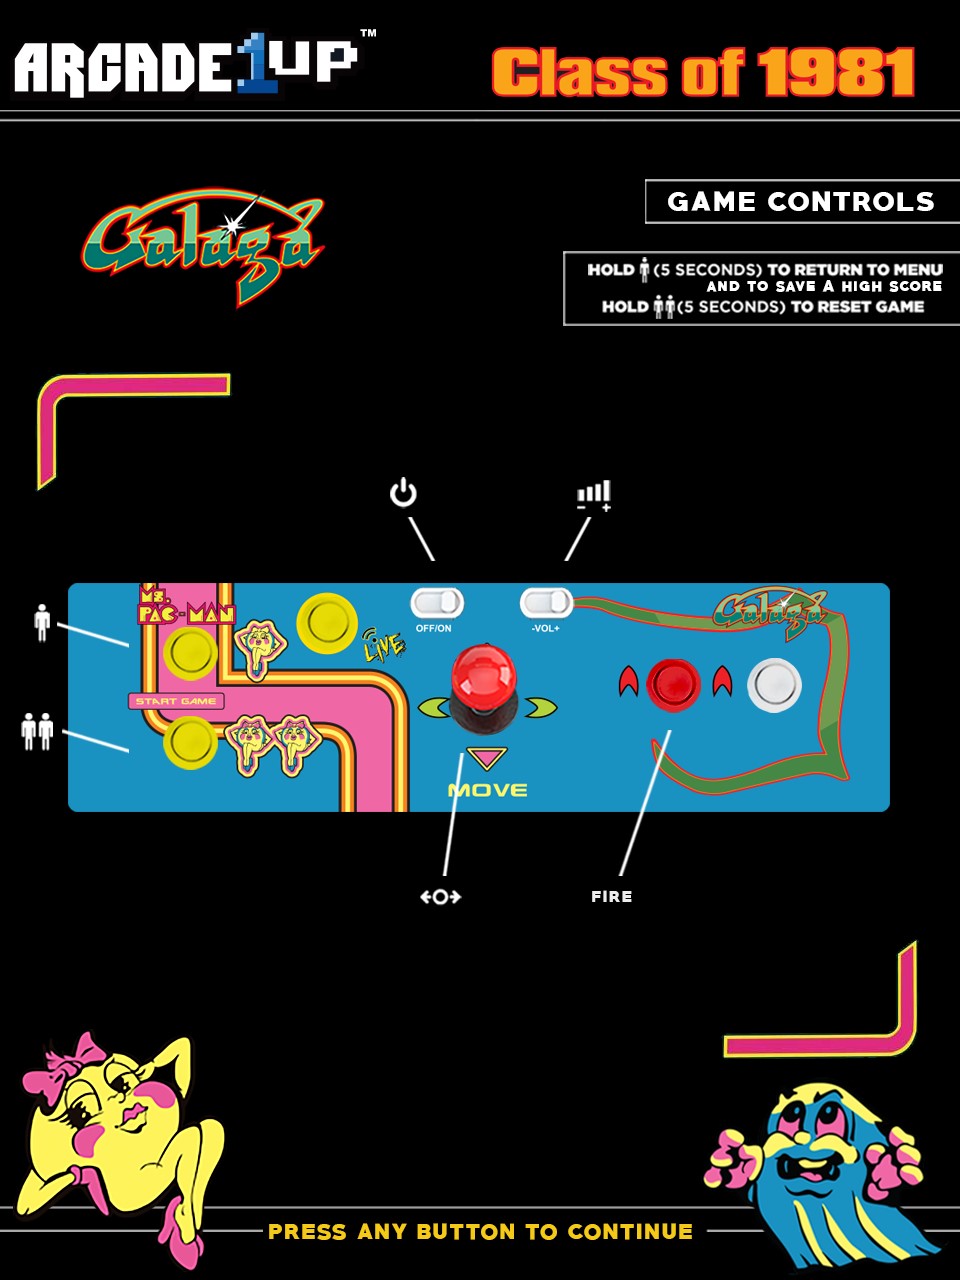 ARCADE1UP™
Class of 1981
Galaga
GAME CONTROLS
HOLD (5 SECONDS) TO RETURN TO MENU
AND TO SAVE A HIGH SCORE
HOLD (5 SECONDS) TO RESET GAME
- +
Ms.
PAC-MAN
OFF/ON
-VOL+
Galaga
LIVE
START GAME
MOVE
FIRE
PRESS ANY BUTTON TO CONTINUE